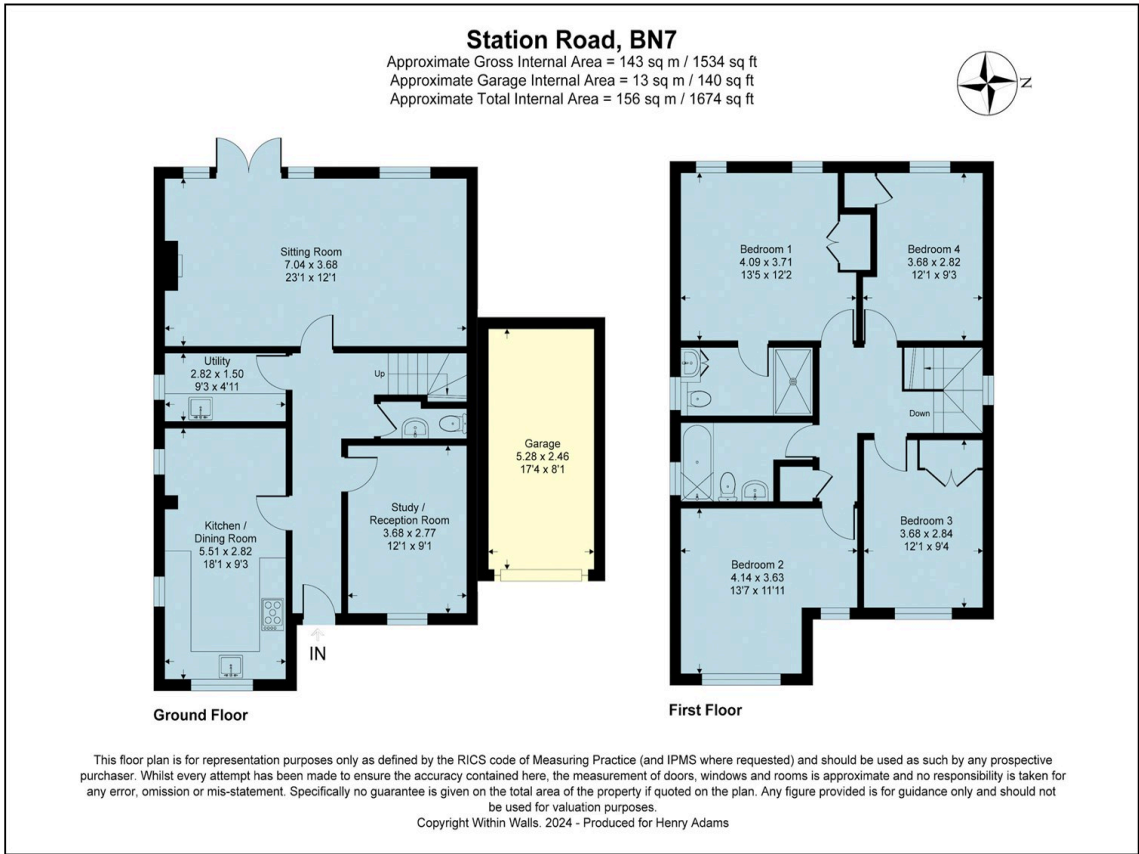 Station Road, BN7
Approximate Gross Internal Area = 143 sq m / 1534 sq ft
Approximate Garage Internal Area = 13 sq m / 140 sq ft
Approximate Total Internal Area = 156 sq m / 1674 sq ft
N
Sitting Room
7.04 x 3.68
23'1 x 12'1
Utility
2.82 x 1.50
9'3 x 4'11
Up
Kitchen /
Dining Room
5.51 x 2.82
18'1 x 9'3
Study /
Reception Room
3.68 x 2.77
12'1 x 9'1
Garage
5.28 x 2.46
17'4 x 8'1
IN
Ground Floor
Bedroom 1
4.09 x 3.71
13'5 x 12'2
Bedroom 4
3.68 x 2.82
12'1 x 9'3
Down
Bedroom 3
3.68 x 2.84
12'1 x 9'4
Bedroom 2
4.14 x 3.63
13'7 x 11'11
First Floor
This floor plan is for representation purposes only as defined by the RICS code of Measuring Practice (and IPMS where requested) and should be used as such by any prospective
purchaser. Whilst every attempt has been made to ensure the accuracy contained here, the measurement of doors, windows and rooms is approximate and no responsibility is taken for
any error, omission or mis-statement. Specifically no guarantee is given on the total area of the property if quoted on the plan. Any figure provided is for guidance only and should not
be used for valuation purposes.
Copyright Within Walls. 2024 - Produced for Henry Adams